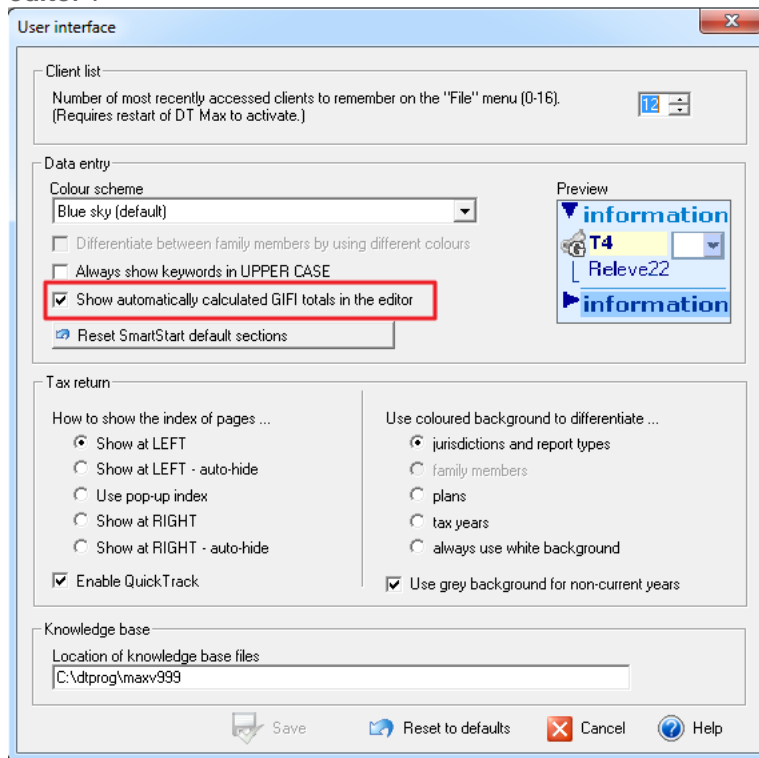 User interface
Client list
Number of most recently accessed clients to remember on the "File" menu (0-16).
(Requires restart of DT Max to activate.)
12
Data entry
Colour scheme
Blue sky (default)
Differentiate between family members by using different colours
Always show keywords in UPPER CASE
Show automatically calculated GIFI totals in the editor
Reset SmartStart default sections
Preview
information
T4
Releve22
information
Tax return
How to show the index of pages ...
Show at LEFT
Show at LEFT - auto-hide
Use pop-up index
Show at RIGHT
Show at RIGHT - auto-hide
Enable QuickTrack
Use coloured background to differentiate ...
jurisdictions and report types
family members
plans
tax years
always use white background
Use grey background for non-current years
Knowledge base
Location of knowledge base files
C:\dtprog\maxv999
Save
Reset to defaults
Cancel
Help